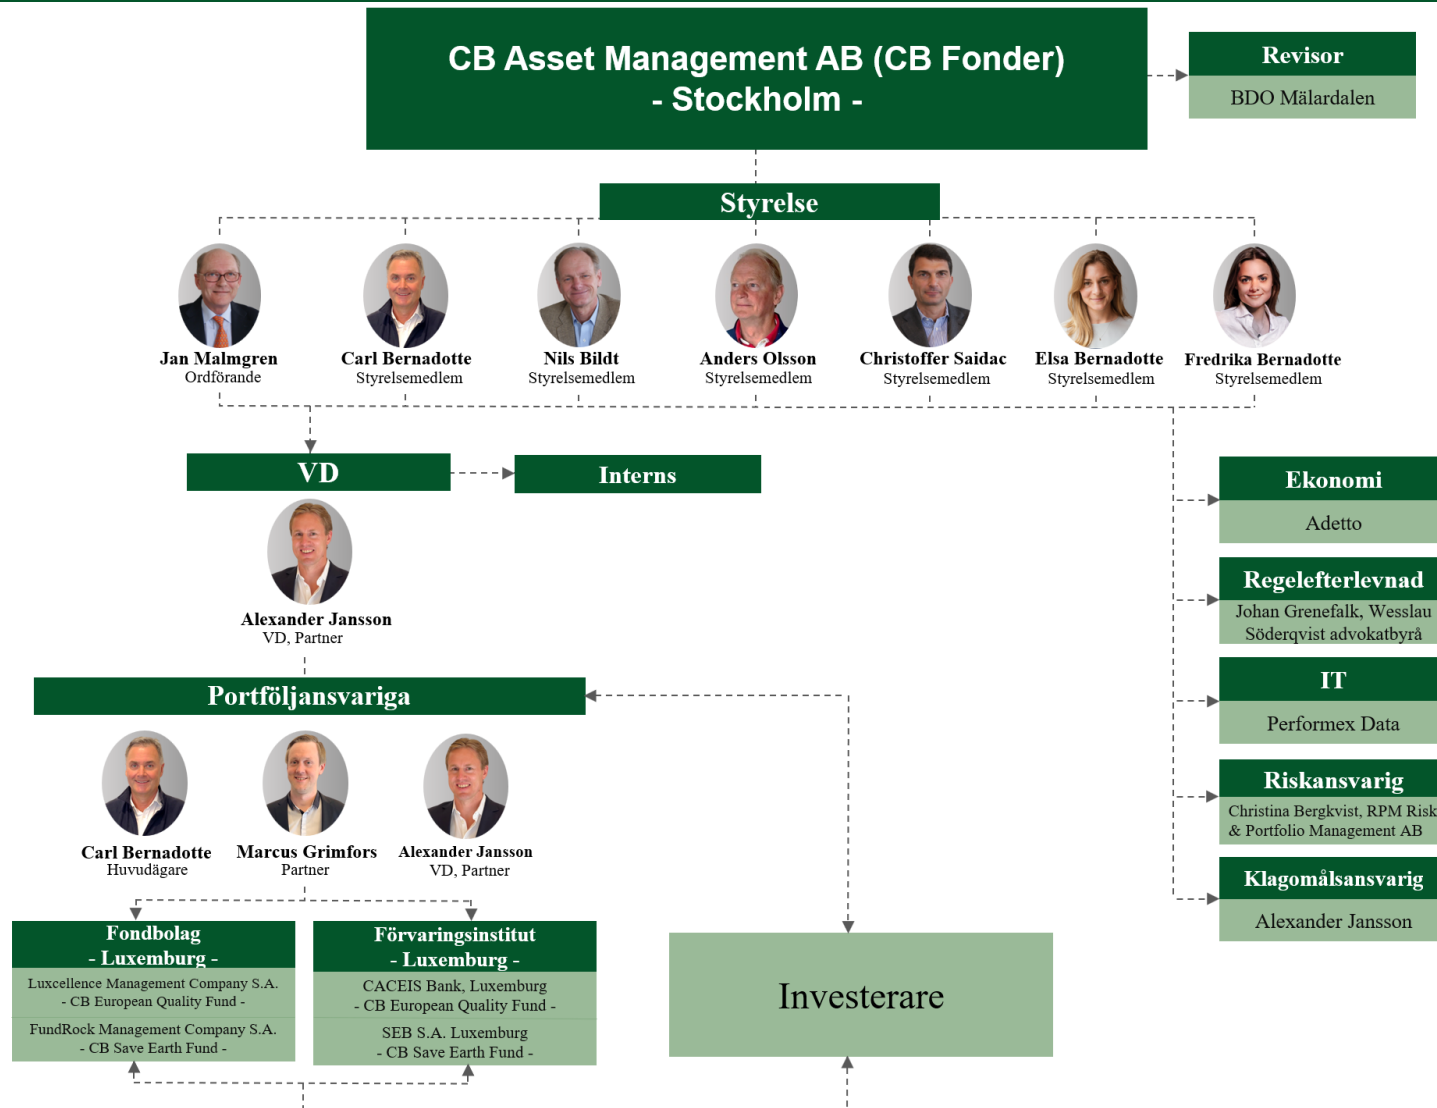 CB Asset Management AB (CB Fonder)
- Stockholm -
Revisor
BDO Mälardalen
Styrelse
Jan Malmgren
Ordförande
Carl Bernadotte
Styrelsemedlem
Nils Bildt
Styrelsemedlem
Anders Olsson
Styrelsemedlem
Christoffer Saidac
Styrelsemedlem
Elsa Bernadotte
Styrelsemedlem
Fredrika Bernadotte
Styrelsemedlem
VD
Interns
Alexander Jansson
VD, Partner
Ekonomi
Adetto
Regelefterlevnad
Johan Grenefalk, Wesslau
Söderqvist advokatbyrå
IT
Performex Data
Riskansvarig
Christina Bergkvist, RPM Risk
& Portfolio Management AB
Klagomålsansvarig
Alexander Jansson
Portföljansvariga
Carl Bernadotte
Huvudägare
Marcus Grimfors
Partner
Alexander Jansson
VD, Partner
Fondbolag
- Luxemburg -
Luxcellence Management Company S.A.
- CB European Quality Fund -
FundRock Management Company S.A.
- CB Save Earth Fund -
Förvaringsinstitut
- Luxemburg -
CACEIS Bank, Luxemburg
- CB European Quality Fund -
SEB S.A. Luxemburg
- CB Save Earth Fund -
Investerare